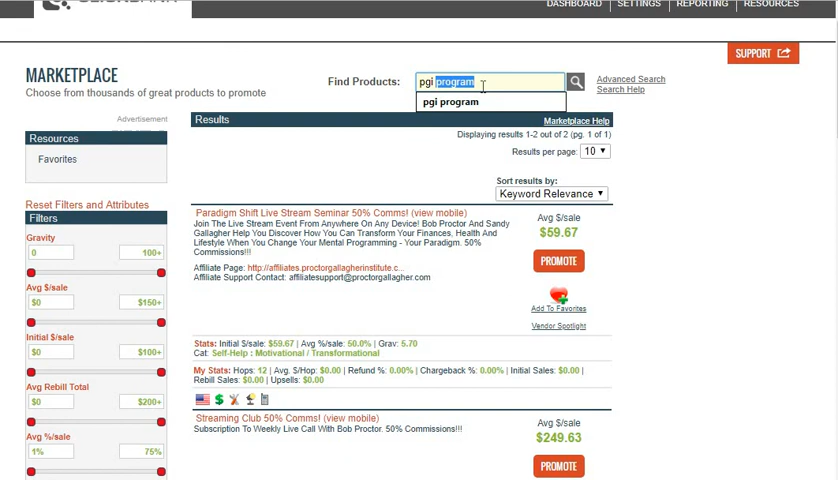 DASHBOARD SETTINGS REPORTING RESOURCES
SUPPORT
MARKETPLACE
Choose from thousands of great products to promote
Find Products:
pgi program
pgi program
Advanced Search
Search Help
Advertisement
Resources
Favorites
Reset Filters and Attributes
Filters
Gravity
0 100+
Avg $/sale
$0 $150+
Initial $/sale
$0 $100+
Avg Rebill Total
$0 $200+
Avg %/sale
1% 75%
Results
Marketplace Help
Displaying results 1-2 out of 2 (pg. 1 of 1)
Results per page: 10
Sort results by:
Keyword Relevance
Paradigm Shift Live Stream Seminar 50% Comms! (view mobile)
Join The Live Stream Event From Anywhere On Any Device! Bob Proctor And Sandy
Gallagher Help You Discover How You Can Transform Your Finances, Health And
Lifestyle When You Change Your Mental Programming - Your Paradigm. 50%
Commissions!!!
Affiliate Page: http://affiliates.proctorgallagherinstitute.c...
Affiliate Support Contact: affiliatesupport@proctorgallagher.com
Avg $/sale
$59.67
PROMOTE
Add To Favorites
Vendor Spotlight
Stats: Initial $/sale: $59.67 | Avg %/sale: 50.0% | Grav: 5.70
Cat: Self-Help : Motivational / Transformational
My Stats: Hops: 12 | Avg. $/Hop: $0.00 | Refund %: 0.00% | Chargeback %: 0.00% | Initial Sales: $0.00 |
Rebill Sales: $0.00 | Upsells: $0.00
Streaming Club 50% Comms! (view mobile)
Subscription To Weekly Live Call With Bob Proctor. 50% Commissions!!!
Avg $/sale
$249.63
PROMOTE